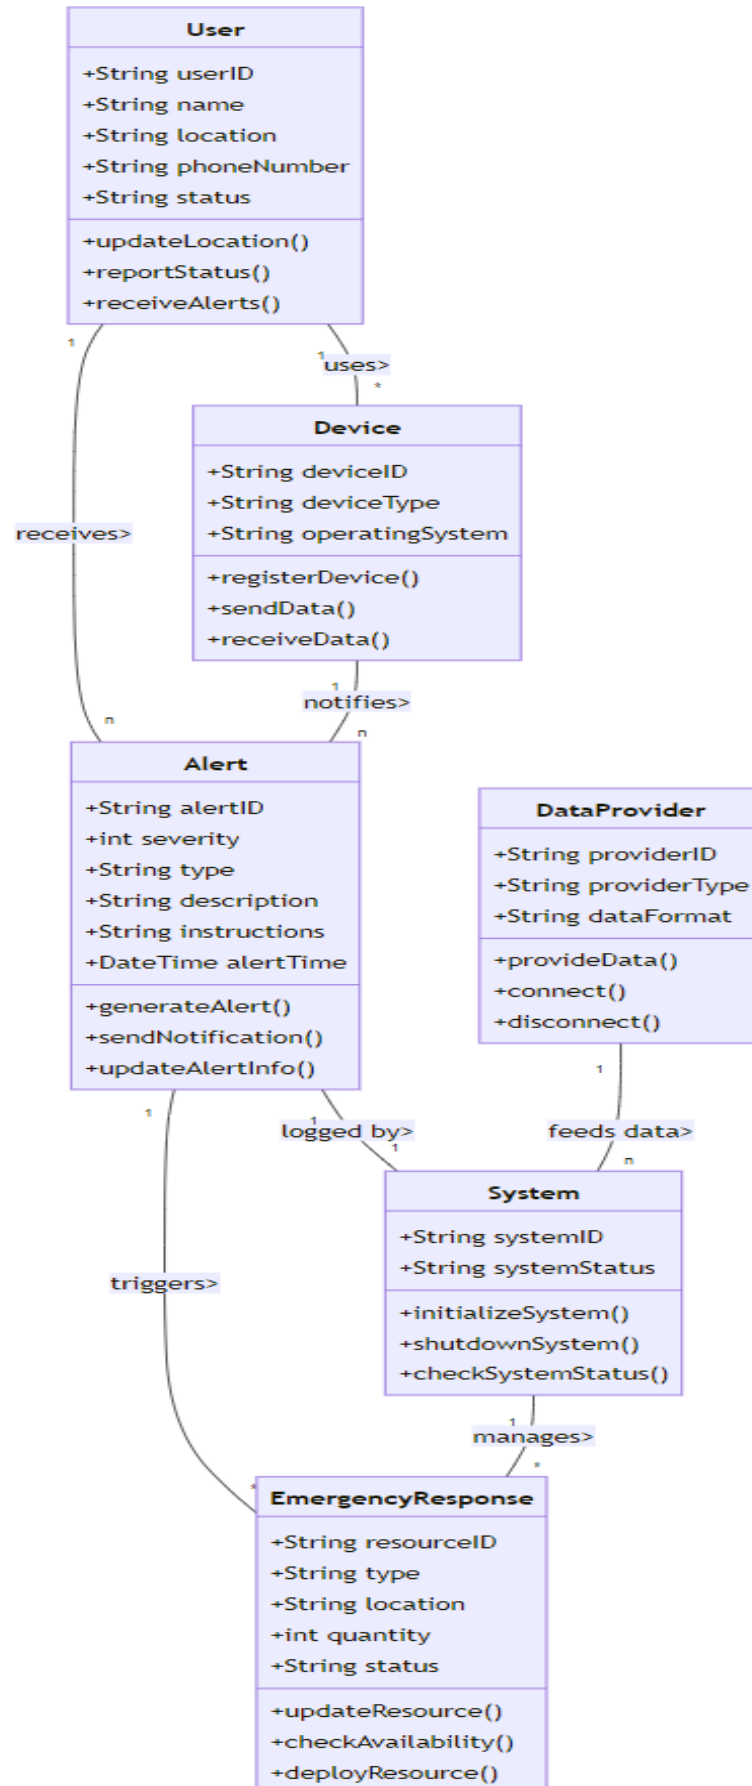 User
+String userID
+String name
+String location
+String phoneNumber
+String status
+updateLocation()
+reportStatus()
+receiveAlerts()
1
1
uses>
*
Device
+String deviceID
+String deviceType
+String operatingSystem
+registerDevice()
+sendData()
+receiveData()
receives>
1
notifies>
n
n
Alert
+String alertID
+int severity
+String type
+String description
+String instructions
+DateTime alertTime
+generateAlert()
+sendNotification()
+updateAlertInfo()
DataProvider
+String providerID
+String providerType
+String dataFormat
+provideData()
+connect()
+disconnect()
1
1
logged by>
1
1
feeds data>
n
System
+String systemID
+String systemStatus
+initializeSystem()
+shutdownSystem()
+checkSystemStatus()
triggers>
1
manages>
*
*
EmergencyResponse
+String resourceID
+String type
+String location
+int quantity
+String status
+updateResource()
+checkAvailability()
+deployResource()